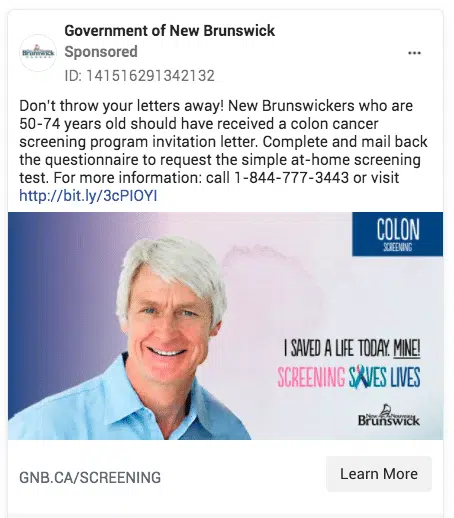 Government of New Brunswick
Sponsored
ID: 141516291342132
Don't throw your letters away! New Brunswickers who are
50-74 years old should have received a colon cancer
screening program invitation letter. Complete and mail back
the questionnaire to request the simple at-home screening
test. For more information: call 1-844-777-3443 or visit
http://bit.ly/3cPIOYI
COLON
SCREENING
I SAVED A LIFE TODAY. MINE!
SCREENING SAVES LIVES
New Nouveau
Brunswick
GNB.CA/SCREENING
Learn More